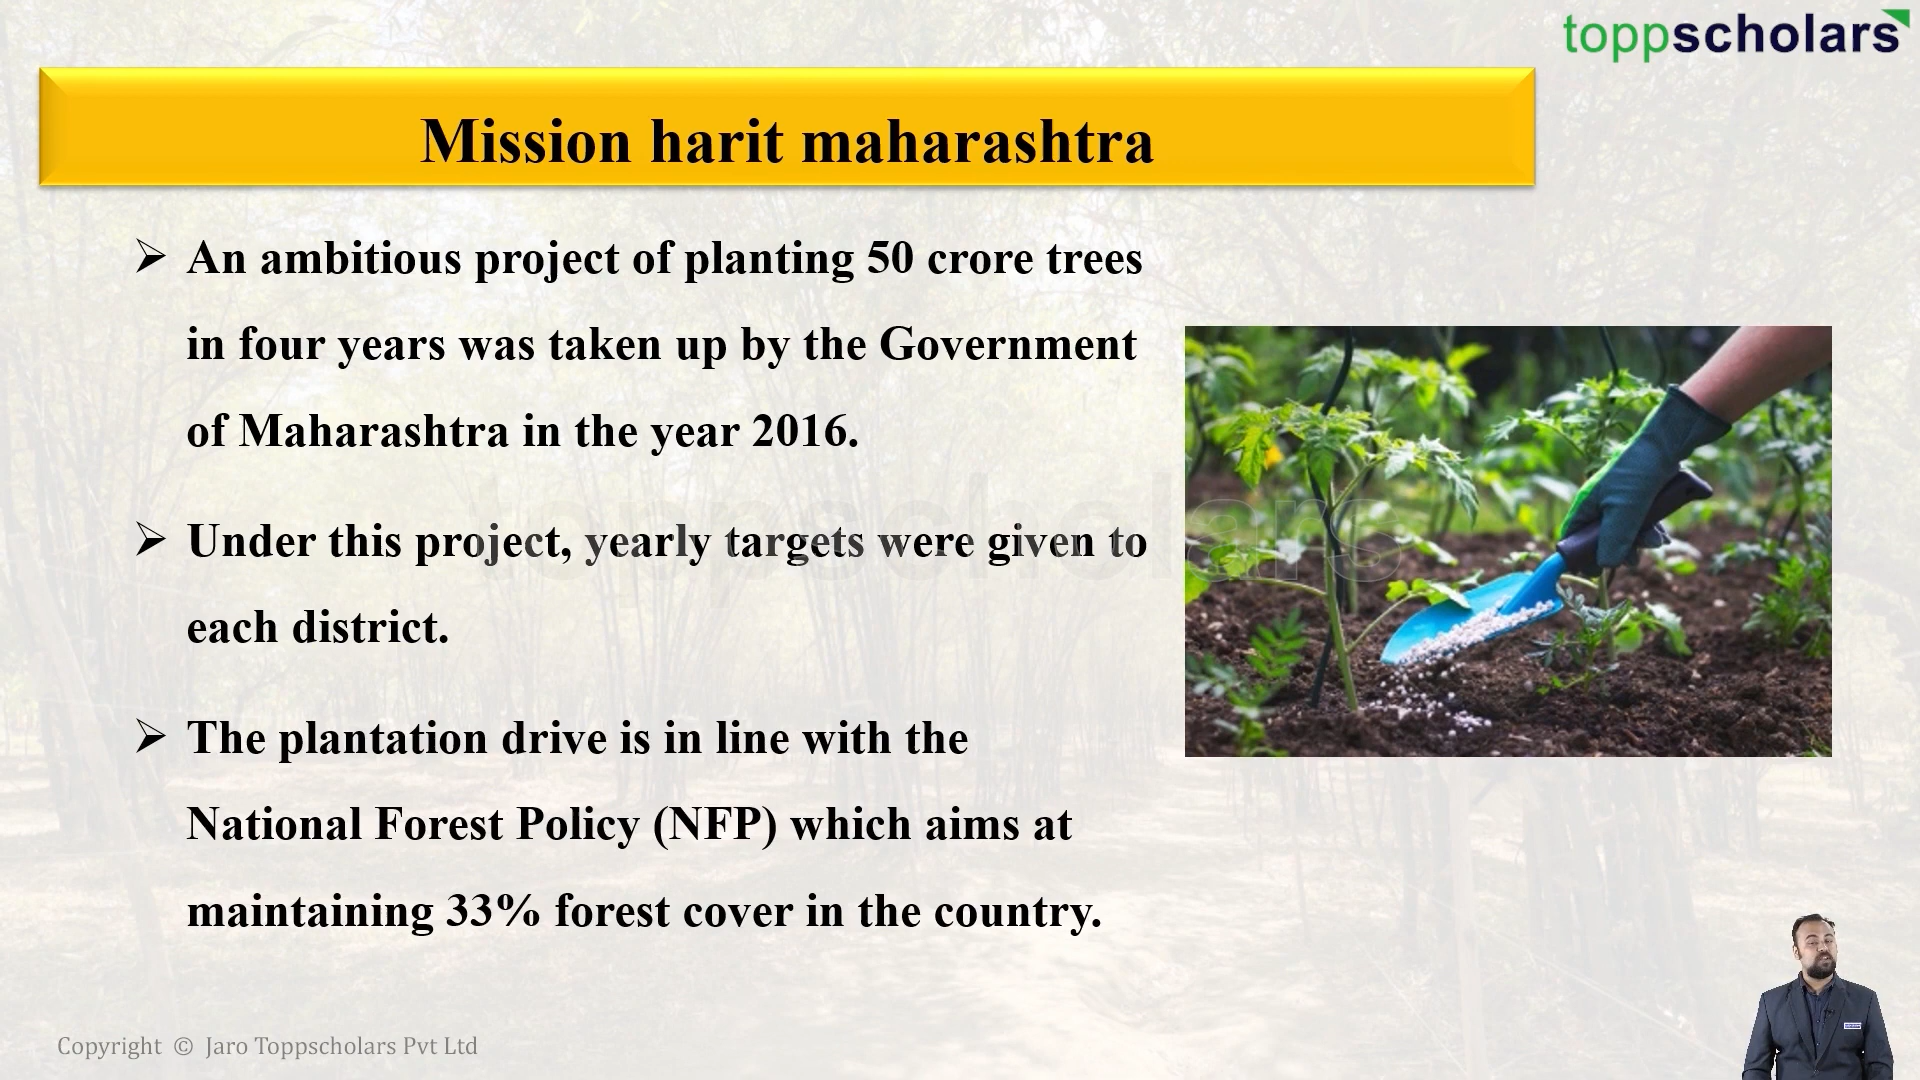 toppscholars
Mission harit maharashtra
➢ An ambitious project of planting 50 crore trees
in four years was taken up by the Government
of Maharashtra in the year 2016.
➢ Under this project, yearly targets were given to
each district.
➢ The plantation drive is in line with the
National Forest Policy (NFP) which aims at
maintaining 33% forest cover in the country.
toppscholars
Copyright © Jaro Toppscholars Pvt Ltd